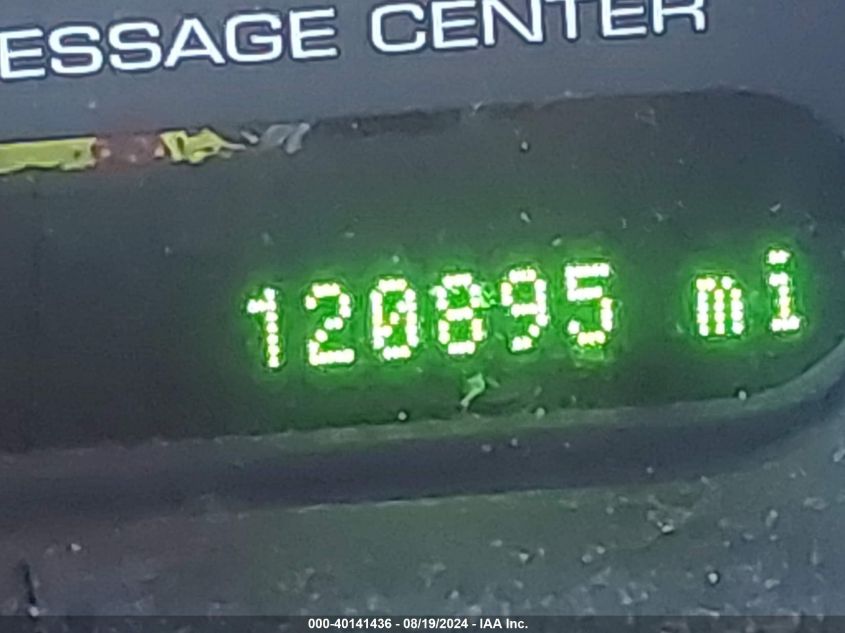 ESSAGE CENTER
120895 mi
000-40141436 - 08/19/2024 - IAA Inc.